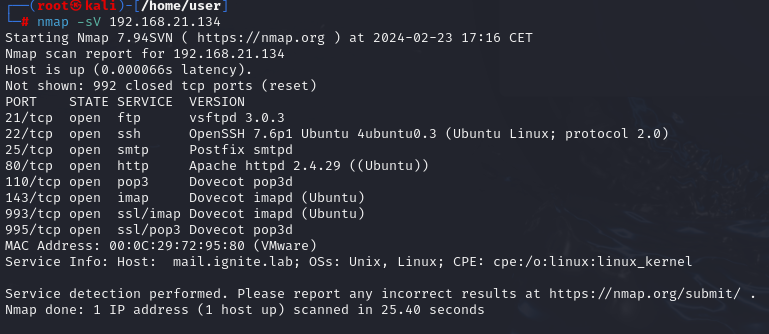 ┌──(root㉿kali)-[/home/user]
└─# nmap -sV 192.168.21.134
Starting Nmap 7.94SVN ( https://nmap.org ) at 2024-02-23 17:16 CET
Nmap scan report for 192.168.21.134
Host is up (0.000066s latency).
Not shown: 992 closed tcp ports (reset)
PORT    STATE SERVICE  VERSION
21/tcp  open  ftp      vsftpd 3.0.3
22/tcp  open  ssh      OpenSSH 7.6p1 Ubuntu 4ubuntu0.3 (Ubuntu Linux; protocol 2.0)
25/tcp  open  smtp     Postfix smtpd
80/tcp  open  http     Apache httpd 2.4.29 ((Ubuntu))
110/tcp open  pop3     Dovecot pop3d
143/tcp open  imap     Dovecot imapd (Ubuntu)
993/tcp open  ssl/imap Dovecot imapd (Ubuntu)
995/tcp open  ssl/pop3 Dovecot pop3d
MAC Address: 00:0C:29:72:95:80 (VMware)
Service Info: Host:  mail.ignite.lab; OSs: Unix, Linux; CPE: cpe:/o:linux:linux_kernel
Service detection performed. Please report any incorrect results at https://nmap.org/submit/ .
Nmap done: 1 IP address (1 host up) scanned in 25.40 seconds